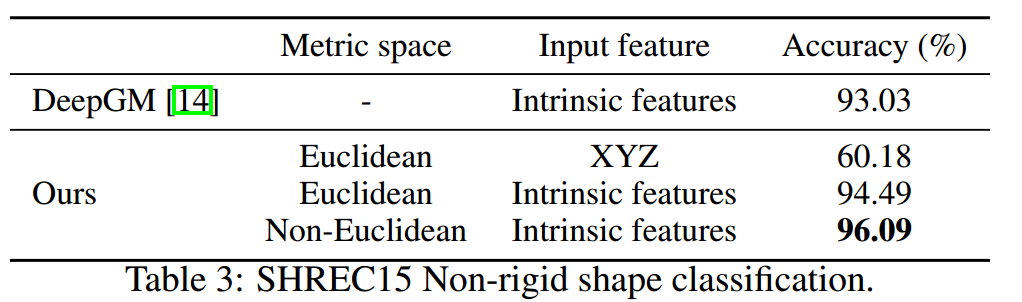 Metric space Input feature Accuracy (%)
DeepGM [14] - Intrinsic features 93.03
Euclidean XYZ 60.18
Ours Euclidean Intrinsic features 94.49
Non-Euclidean Intrinsic features 96.09
Table 3: SHREC15 Non-rigid shape classification.